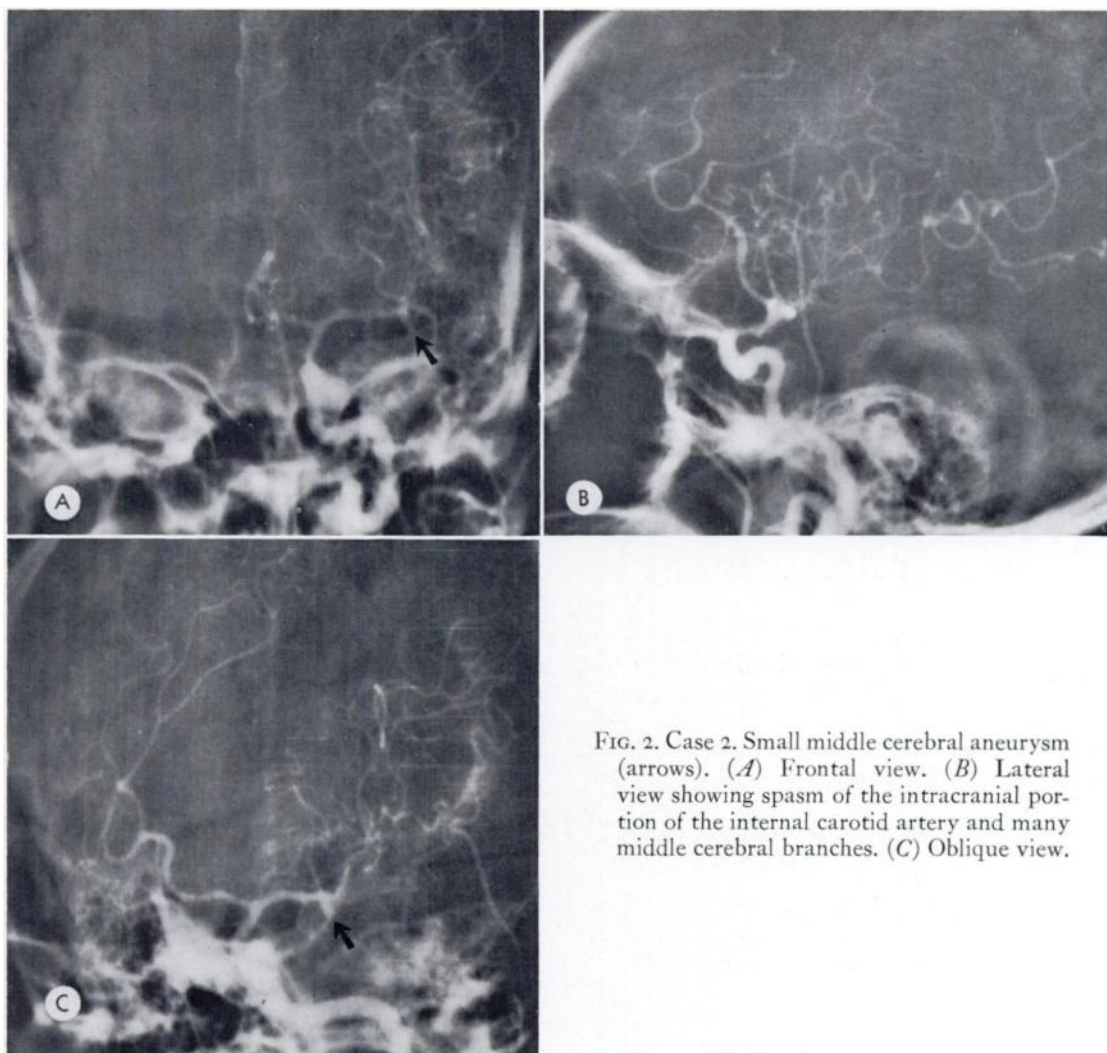 A
B
C
FIG. 2. Case 2. Small middle cerebral aneurysm
(arrows). (A) Frontal view. (B) Lateral
view showing spasm of the intracranial por-
tion of the internal carotid artery and many
middle cerebral branches. (C) Oblique view.